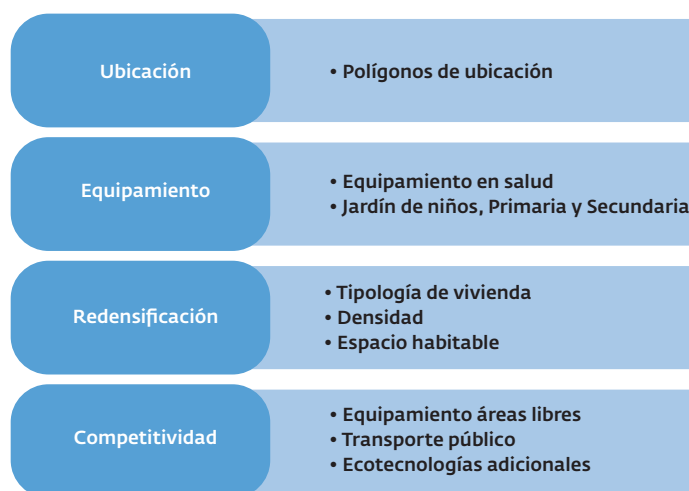 Ubicación
• Polígonos de ubicación
Equipamiento
• Equipamiento en salud
• Jardín de niños, Primaria y Secundaria
Redensificación
• Tipología de vivienda
• Densidad
• Espacio habitable
Competitividad
• Equipamiento áreas libres
• Transporte público
• Ecotecnologías adicionales